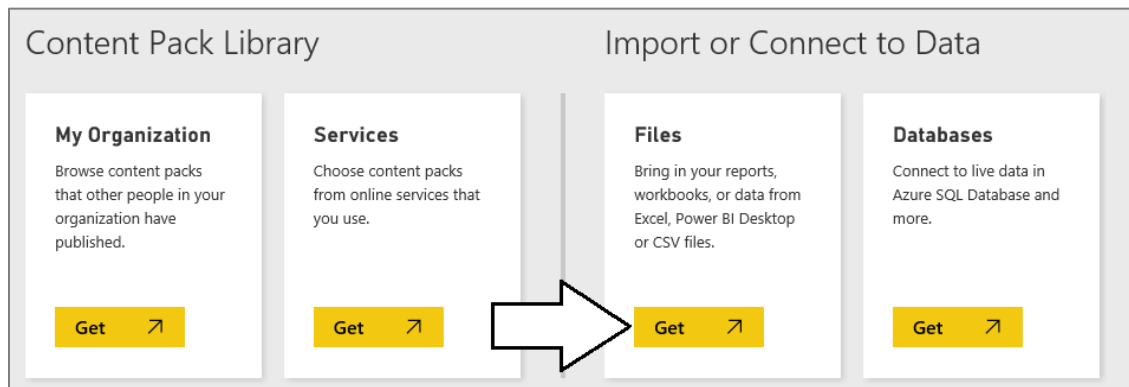 Content Pack Library
Import or Connect to Data
My Organization
Browse content packs
that other people in your
organization have
published.
Get
Services
Choose content packs
from online services that
you use.
Get
Files
Bring in your reports,
workbooks, or data from
Excel, Power BI Desktop
or CSV files.
Get
Databases
Connect to live data in
Azure SQL Database and
more.
Get